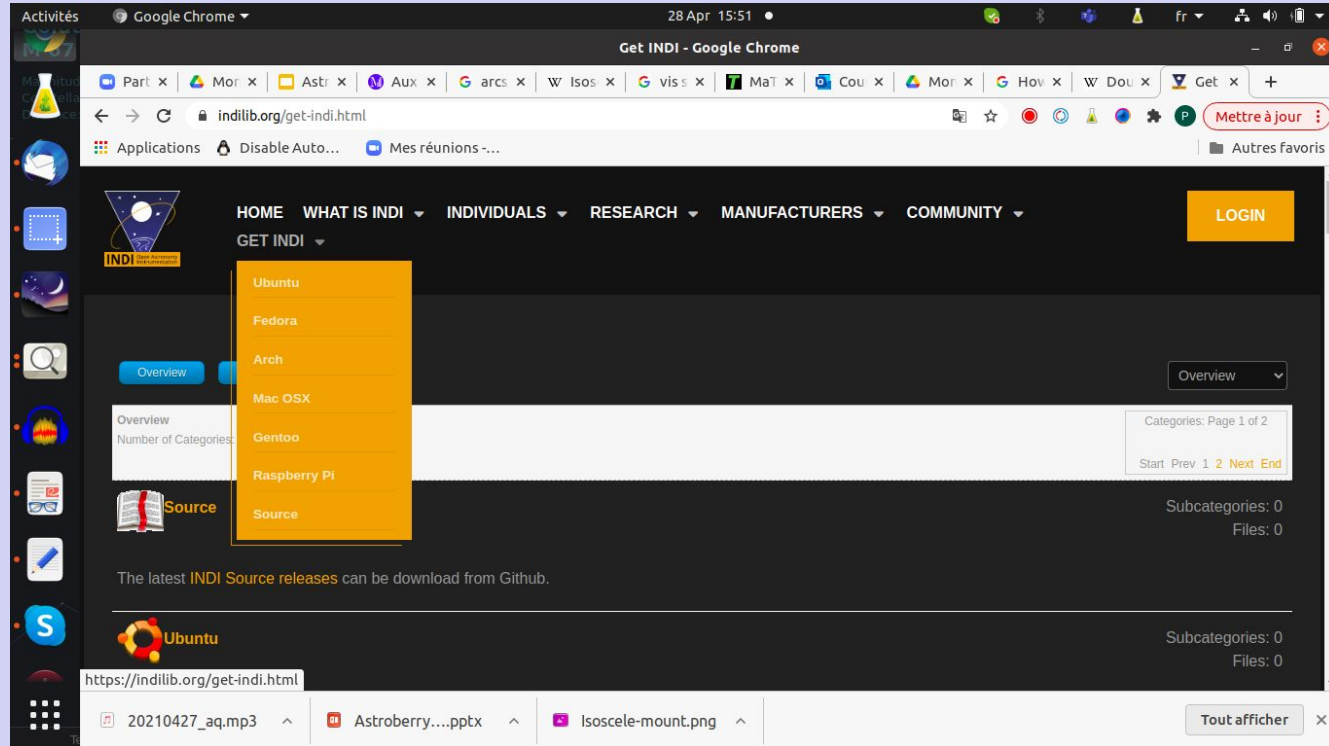 Activités Google Chrome 28 Apr 15:51 fr
Get INDI - Google Chrome
Part Mon Astr Aux arcs Isos vis s MaT Cou Mon How Dou Get
indilib.org/get-indi.html P Mettre à jour
Applications Disable Auto... Mes réunions -... Autres favoris
HOME WHAT IS INDI INDIVIDUALS RESEARCH MANUFACTURERS COMMUNITY LOGIN
GET INDI
INDI
Ubuntu
Fedora
Arch
Mac OSX
Gentoo
Raspberry Pi
Source
Overview Overview
Overview Categories: Page 1 of 2
Number of Categories:
Start Prev 1 2 Next End
Source Subcategories: 0
Files: 0
The latest INDI Source releases can be download from Github.
Ubuntu Subcategories: 0
Files: 0
https://indilib.org/get-indi.html
20210427_aq.mp3 Astroberry....pptx Isoscele-mount.png Tout afficher